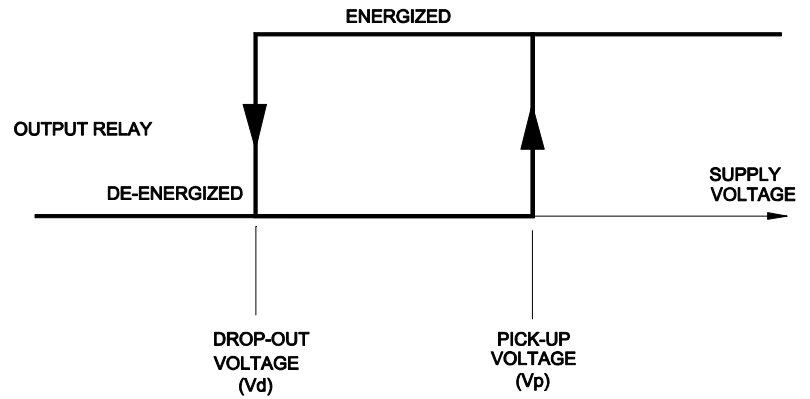 ENERGIZED
OUTPUT RELAY
DE-ENERGIZED
SUPPLY
VOLTAGE
DROP-OUT
VOLTAGE
(Vd)
PICK-UP
VOLTAGE
(Vp)